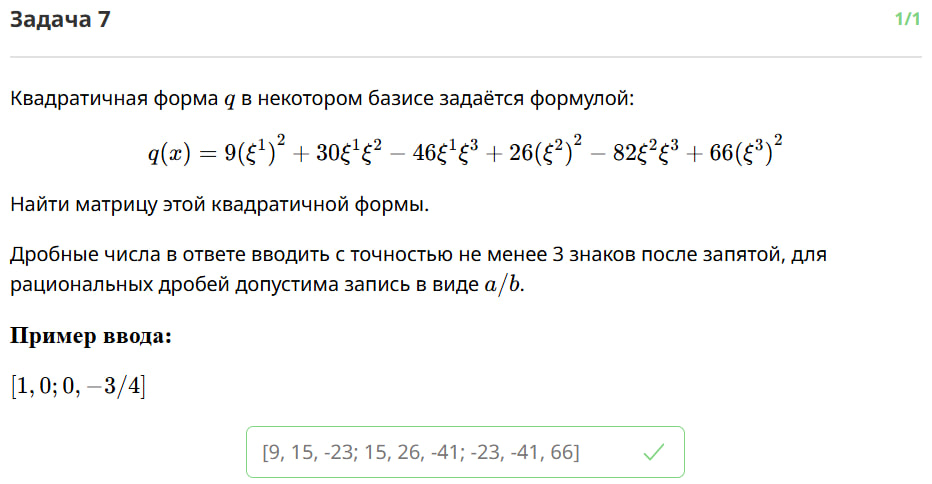 Задача 7
1/1
Квадратичная форма q в некотором базисе задаётся формулой:
q(x) = 9(ξ¹)² + 30ξ¹ξ² − 46ξ¹ξ³ + 26(ξ²)² − 82ξ²ξ³ + 66(ξ³)²
Найти матрицу этой квадратичной формы.
Дробные числа в ответе вводить с точностью не менее 3 знаков после запятой, для
рациональных дробей допустима запись в виде a/b.
Пример ввода:
[1, 0; 0, −3/4]
[9, 15, -23; 15, 26, -41; -23, -41, 66]